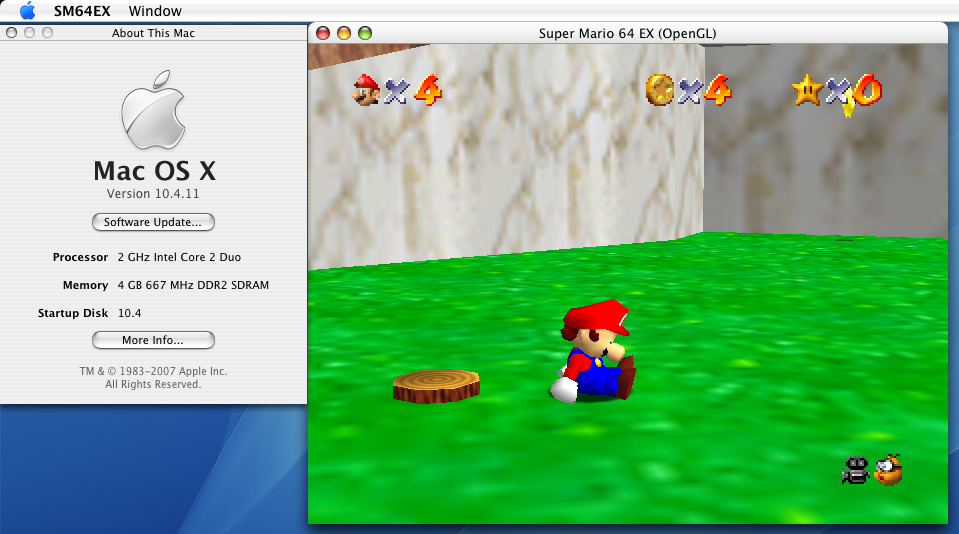 SM64EX Window
About This Mac
Mac OS X
Version 10.4.11
Software Update...
Processor 2 GHz Intel Core 2 Duo
Memory 4 GB 667 MHz DDR2 SDRAM
Startup Disk 10.4
More Info...
TM & © 1983-2007 Apple Inc.
All Rights Reserved.
Super Mario 64 EX (OpenGL)
×4 ×4 ×0